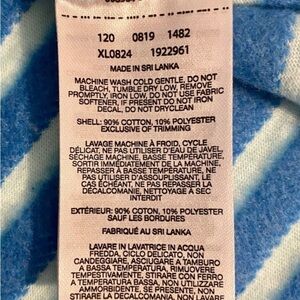 120 0819 1482
XL0824 1922961
MADE IN SRI LANKA
MACHINE WASH COLD GENTLE, DO NOT
BLEACH, TUMBLE DRY LOW, REMOVE
PROMPTLY, IRON LOW, DO NOT USE FABRIC
SOFTENER, IF PRESENT DO NOT IRON
DECAL, DO NOT DRYCLEAN
SHELL: 90% COTTON, 10% POLYESTER
EXCLUSIVE OF TRIMMING
LAVAGE MACHINE À FROID, CYCLE
DÉLICAT, NE PAS UTILISER D'EAU DE JAVEL,
SÉCHAGE MACHINE, BASSE TEMPÉRATURE,
SORTIR IMMÉDIATEMENT DE LA MACHINE,
REPASSER À BASSE TEMPÉRATURE, NE
PAS UTILISER D'ASSOUPLISSANT, LE
CAS ÉCHÉANT, NE PAS REPASSER LA
DÉCALCOMANIE, NETTOYAGE A SEC
INTERDIT
EXTÉRIEUR: 90% COTON, 10% POLYESTER
SAUF LES BORDURES
FABRIQUÉ AU SRI LANKA
LAVARE IN LAVATRICE IN ACQUA
FREDDA, CICLO DELICATO, NON
CANDEGGIARE, ASCIUGARE A TAMBURO
A BASSA TEMPERATURA, RIMUOVERE
TEMPESTIVAMENTE, STIRARE CON FERRO
A BASSA TEMPERATURA, NON UTILIZZARE
AMMORBIDENTE, SE PRESENTE, NON
STIRARE LA DECALCOMANIA, NON